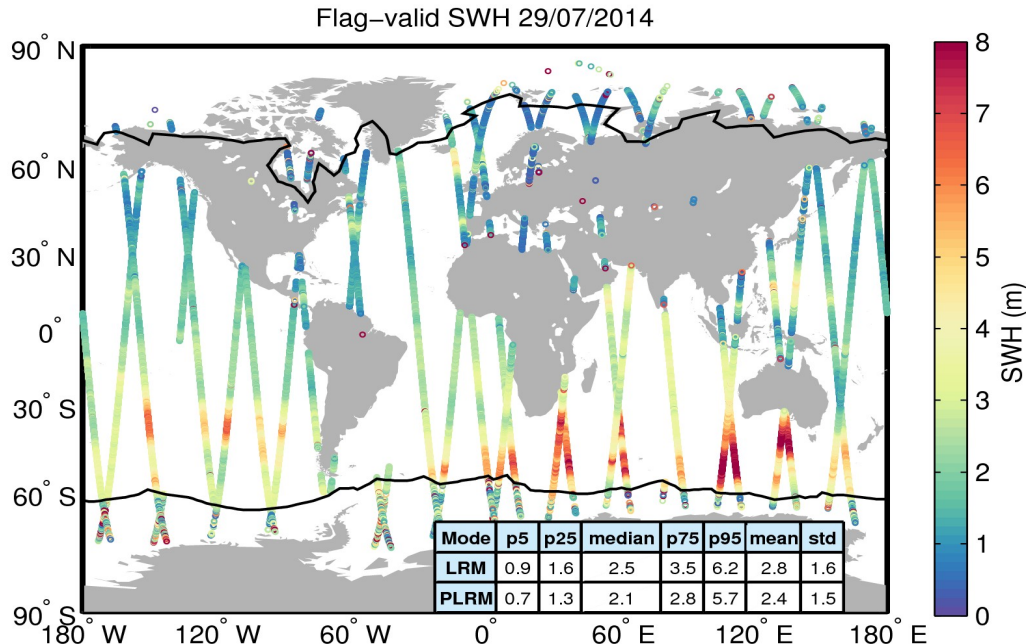 Flag−valid SWH 29/07/2014
90° N
60° N
30° N
0°
30° S
60° S
90° S
180° W
120° W
60° W
0°
60° E
120° E
180° E
Mode p5 p25 median p75 p95 mean std
LRM 0.9 1.6 2.5 3.5 6.2 2.8 1.6
PLRM 0.7 1.3 2.1 2.8 5.7 2.4 1.5
8
7
6
5
4
3
2
1
0
SWH (m)